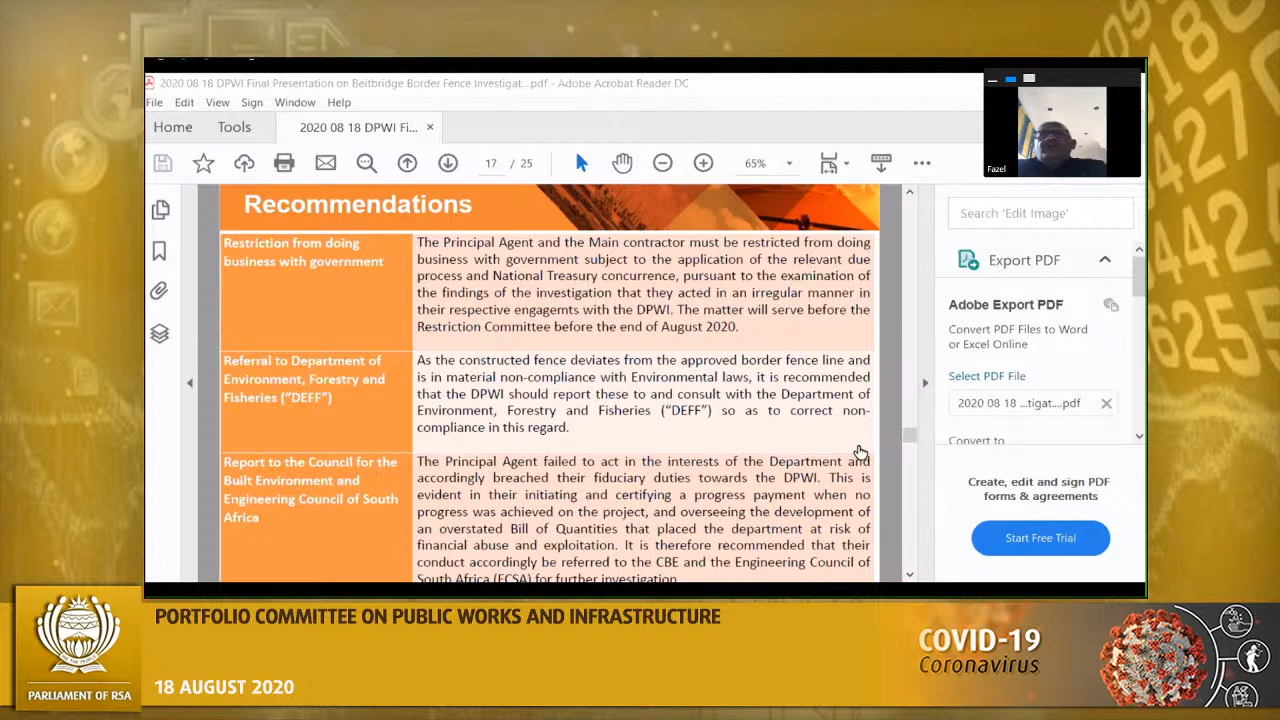 2020 08 18 DPWI Final Presentation on Beitbridge Border Fence Investigat...pdf - Adobe Acrobat Reader DC
File Edit View Sign Window Help
Home Tools 2020 08 18 DPWI Fi... ×
17 / 25 65%
Fazel
Recommendations
Restriction from doing
business with government
The Principal Agent and the Main contractor must be restricted from doing
business with government subject to the application of the relevant due
process and National Treasury concurrence, pursuant to the examination of
the findings of the investigation that they acted in an irregular manner in
their respective engagemts with the DPWI. The matter will serve before the
Restriction Committee before the end of August 2020.
Referral to Department of
Environment, Forestry and
Fisheries ("DEFF")
As the constructed fence deviates from the approved border fence line and
is in material non-compliance with Environmental laws, it is recommended
that the DPWI should report these to and consult with the Department of
Environment, Forestry and Fisheries ("DEFF") so as to correct non-
compliance in this regard.
Report to the Council for the
Built Environment and
Engineering Council of South
Africa
The Principal Agent failed to act in the interests of the Department and
accordingly breached their fiduciary duties towards the DPWI. This is
evident in their initiating and certifying a progress payment when no
progress was achieved on the project, and overseeing the development of
an overstated Bill of Quantities that placed the department at risk of
financial abuse and exploitation. It is therefore recommended that their
conduct accordingly be referred to the CBE and the Engineering Council of
South Africa (ECSA) for further investigation.
Search 'Edit Image'
Export PDF
Adobe Export PDF
Convert PDF Files to Word
or Excel Online
Select PDF File
2020 08 18 ...tigat....pdf ×
Convert to
Create, edit and sign PDF
forms & agreements
Start Free Trial
PORTFOLIO COMMITTEE ON PUBLIC WORKS AND INFRASTRUCTURE
18 AUGUST 2020
PARLIAMENT OF RSA
COVID-19
Coronavirus